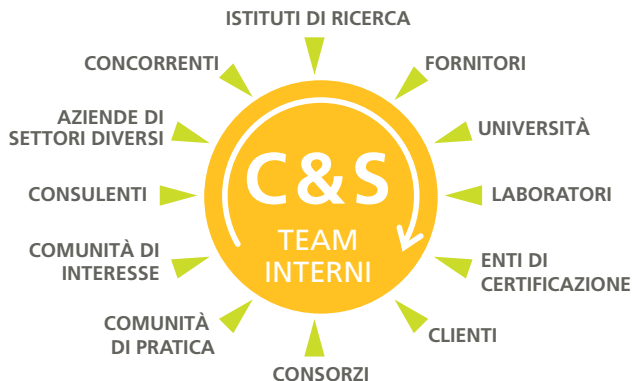 ISTITUTI DI RICERCA
CONCORRENTI
FORNITORI
AZIENDE DI
SETTORI DIVERSI
UNIVERSITÀ
C&S
TEAM
INTERNI
CONSULENTI
LABORATORI
COMUNITÀ DI
INTERESSE
ENTI DI
CERTIFICAZIONE
COMUNITÀ
DI PRATICA
CLIENTI
CONSORZI